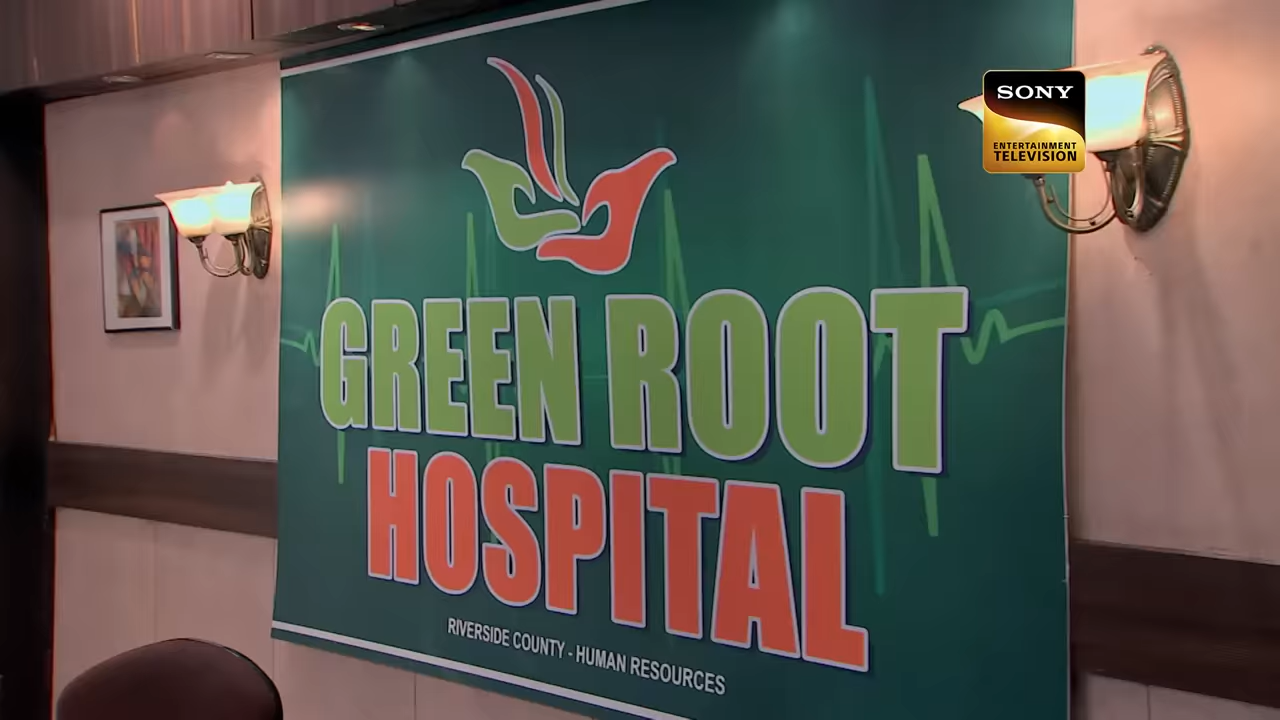 SONY
ENTERTAINMENT
TELEVISION
GREEN ROOT
HOSPITAL
RIVERSIDE COUNTY - HUMAN RESOURCES